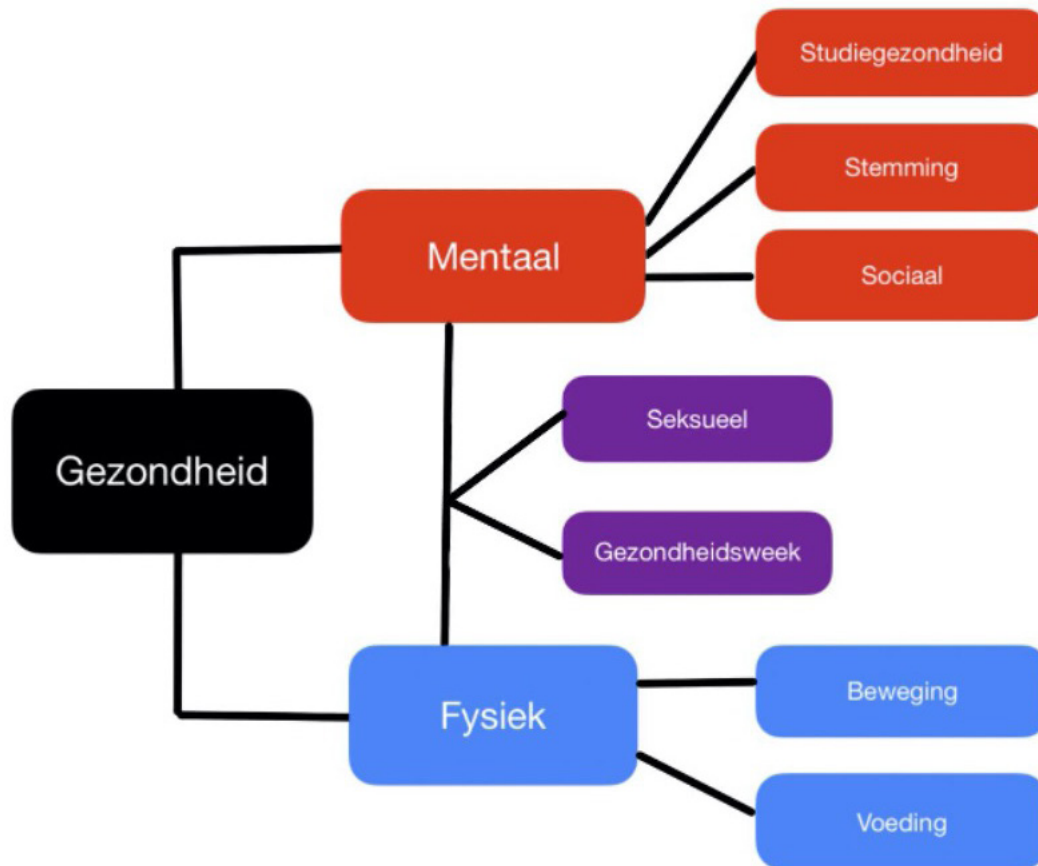 Studiegezondheid
Stemming
Mentaal
Sociaal
Seksueel
Gezondheid
Gezondheidsweek
Beweging
Fysiek
Voeding